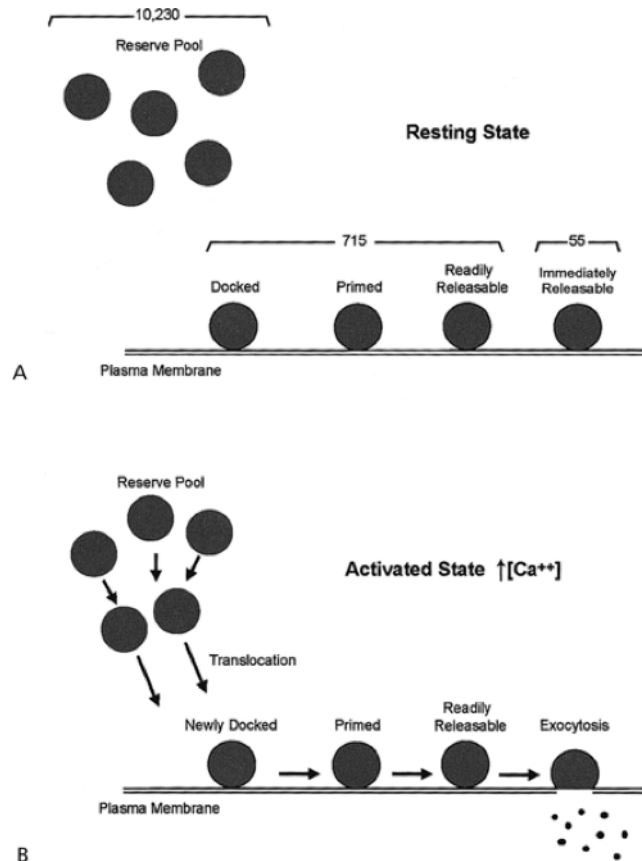 10,230
Reserve Pool
Resting State
715
55
Docked
Primed
Readily
Releasable
Immediately
Releasable
Plasma Membrane
A
Reserve Pool
Activated State ↑[Ca++]
Translocation
Newly Docked
Primed
Readily
Releasable
Exocytosis
Plasma Membrane
B